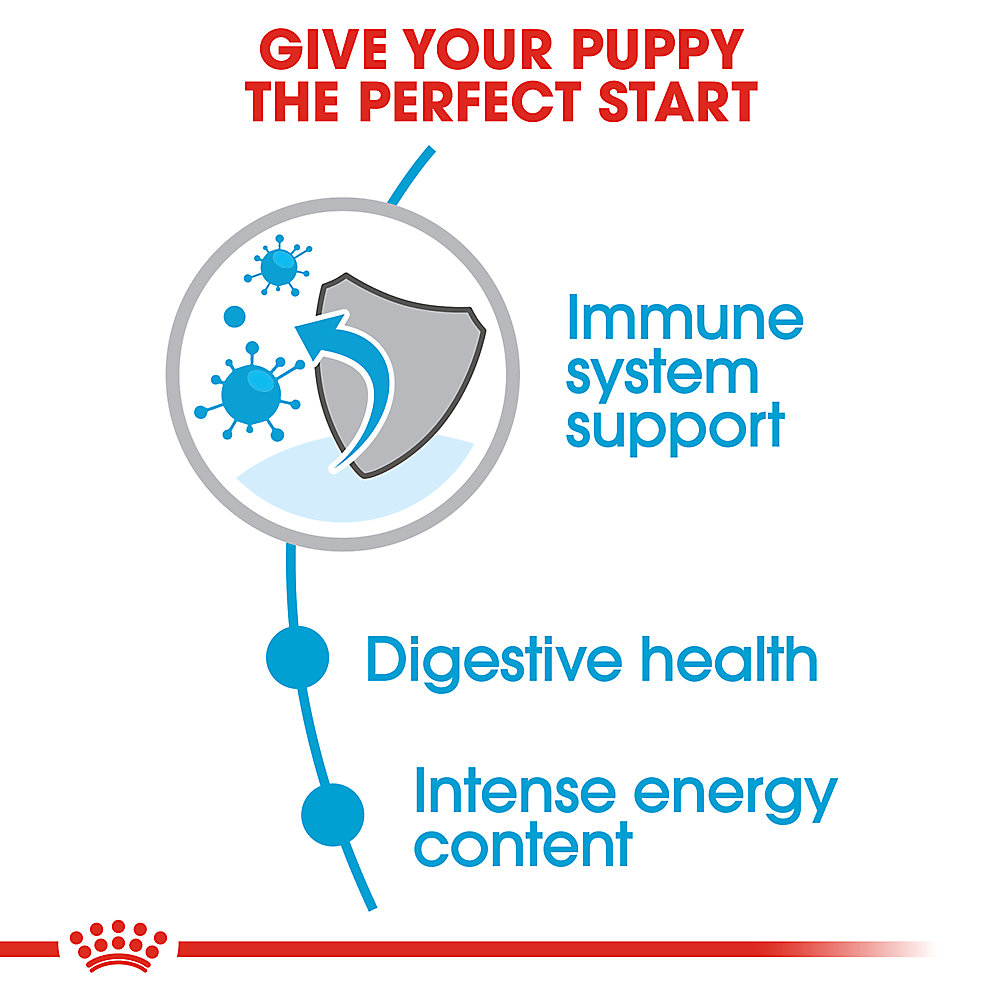 GIVE YOUR PUPPY
THE PERFECT START
Immune
system
support
Digestive health
Intense energy
content